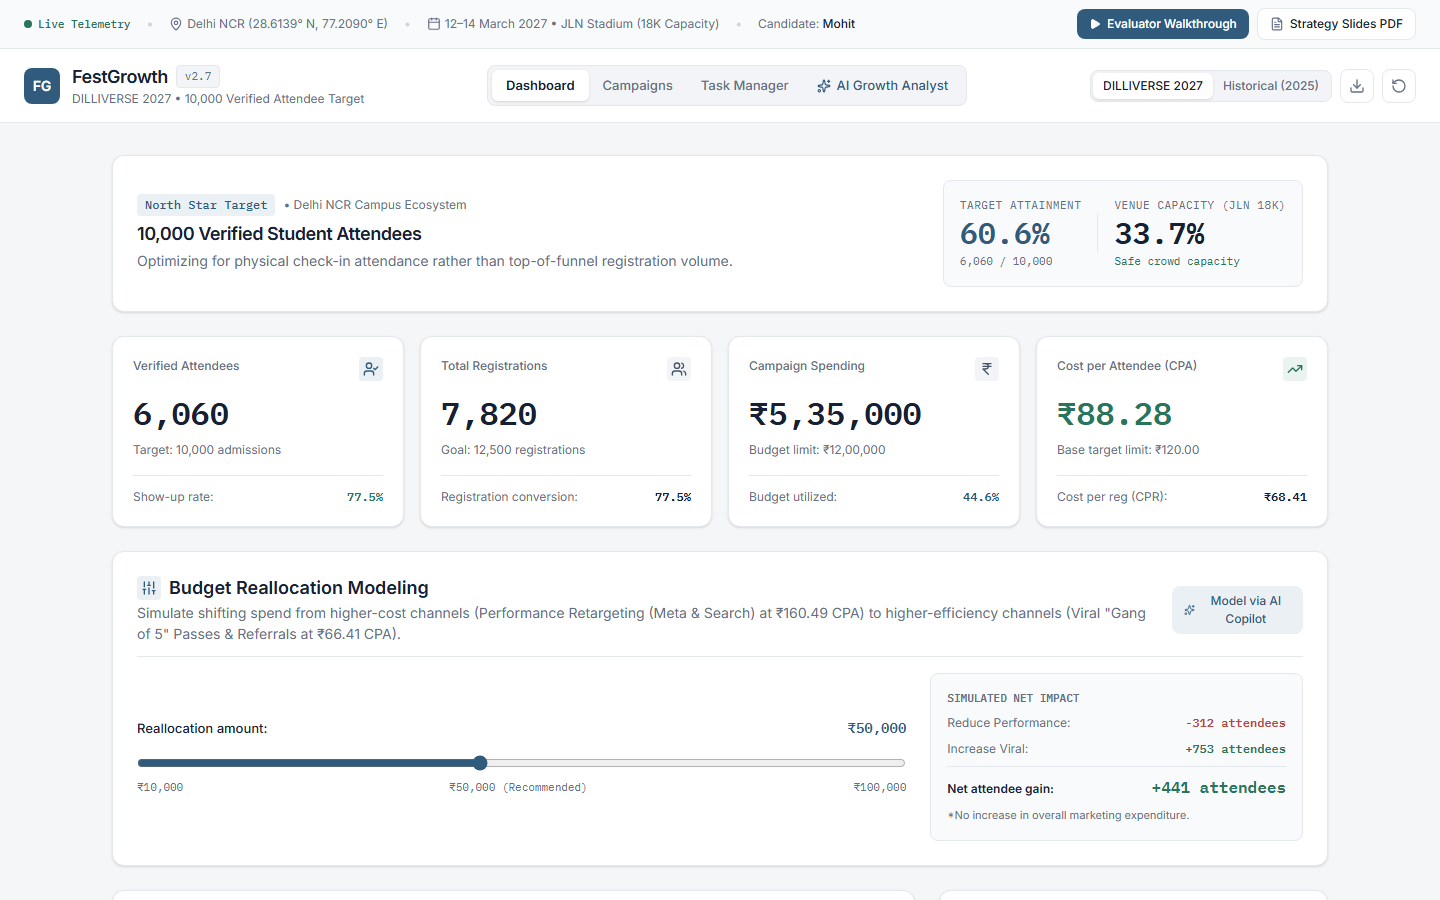 Live Telemetry • Delhi NCR (28.6139° N, 77.2090° E) • 12–14 March 2027 • JLN Stadium (18K Capacity) • Candidate: Mohit
Evaluator Walkthrough
Strategy Slides PDF
FG
FestGrowth v2.7
DILLIVERSE 2027 • 10,000 Verified Attendee Target
Dashboard
Campaigns
Task Manager
AI Growth Analyst
DILLIVERSE 2027
Historical (2025)
North Star Target • Delhi NCR Campus Ecosystem
10,000 Verified Student Attendees
Optimizing for physical check-in attendance rather than top-of-funnel registration volume.
TARGET ATTAINMENT
60.6%
6,060 / 10,000
VENUE CAPACITY (JLN 18K)
33.7%
Safe crowd capacity
Verified Attendees
6,060
Target: 10,000 admissions
Show-up rate: 77.5%
Total Registrations
7,820
Goal: 12,500 registrations
Registration conversion: 77.5%
Campaign Spending
₹
₹5,35,000
Budget limit: ₹12,00,000
Budget utilized: 44.6%
Cost per Attendee (CPA)
₹88.28
Base target limit: ₹120.00
Cost per reg (CPR): ₹68.41
Budget Reallocation Modeling
Simulate shifting spend from higher-cost channels (Performance Retargeting (Meta & Search) at ₹160.49 CPA) to higher-efficiency channels (Viral "Gang
of 5" Passes & Referrals at ₹66.41 CPA).
Model via AI
Copilot
Reallocation amount: ₹50,000
₹10,000 ₹50,000 (Recommended) ₹100,000
SIMULATED NET IMPACT
Reduce Performance: -312 attendees
Increase Viral: +753 attendees
Net attendee gain: +441 attendees
*No increase in overall marketing expenditure.